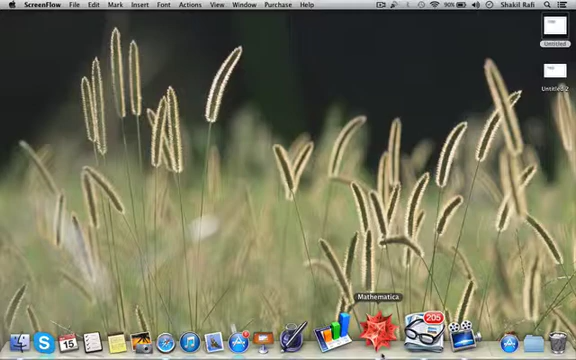 ScreenFlow File Edit Mark Insert Font Actions View Window Purchase Help 90% Shakil Rafi
Untitled
Untitled 2
Mathematica
15
205